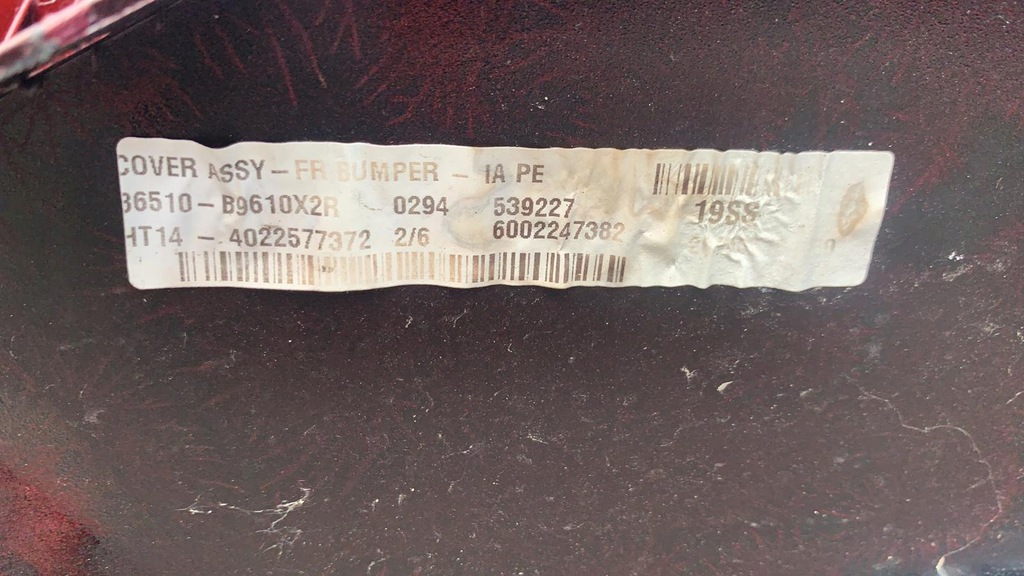 COVER ASSY - FR BUMPER - IA PE
86510 - B9610X2R 0294 539227 19SS
HT14 - 4022577372 2/6 6002247382